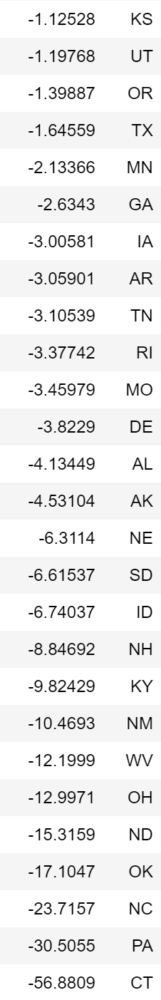 -1.12528 KS
-1.19768 UT
-1.39887 OR
-1.64559 TX
-2.13366 MN
-2.6343 GA
-3.00581 IA
-3.05901 AR
-3.10539 TN
-3.37742 RI
-3.45979 MO
-3.8229 DE
-4.13449 AL
-4.53104 AK
-6.3114 NE
-6.61537 SD
-6.74037 ID
-8.84692 NH
-9.82429 KY
-10.4693 NM
-12.1999 WV
-12.9971 OH
-15.3159 ND
-17.1047 OK
-23.7157 NC
-30.5055 PA
-56.8809 CT